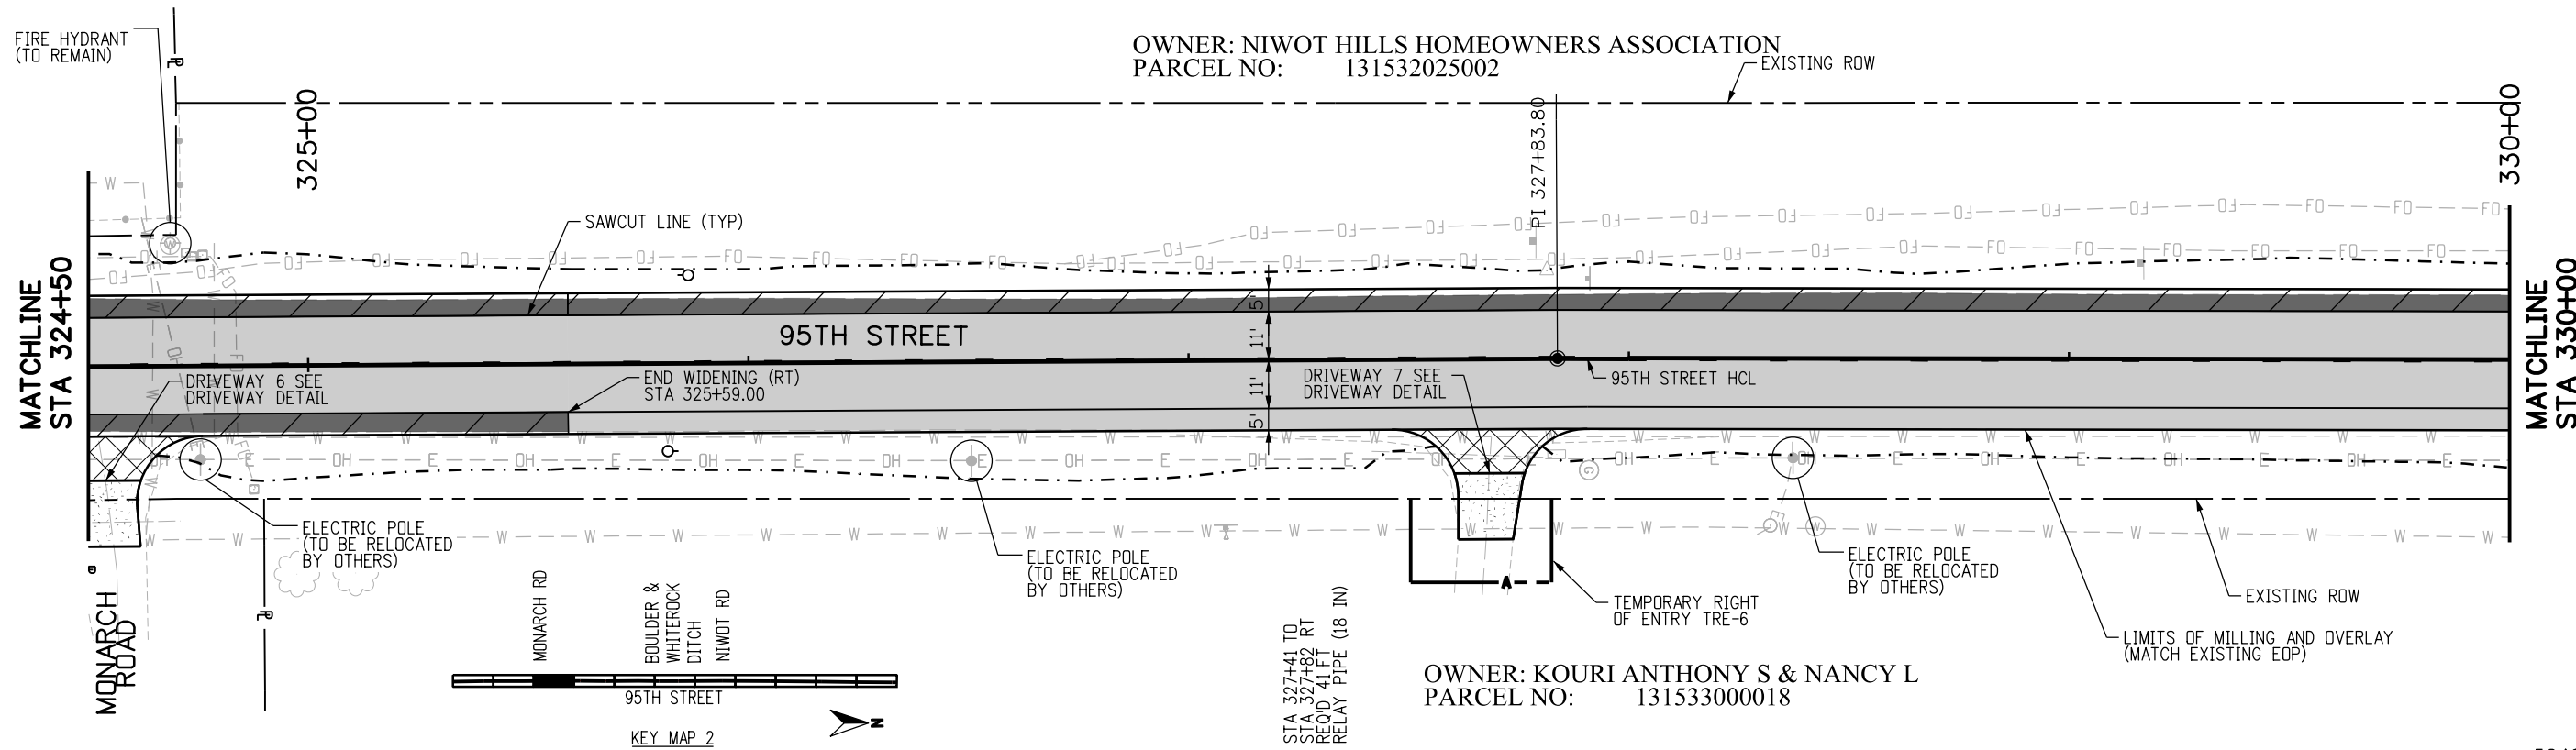 FIRE HYDRANT
(TO REMAIN)
PL
325+00
OWNER: NIWOT HILLS HOMEOWNERS ASSOCIATION
PARCEL NO: 131532025002
EXISTING ROW
PI 327+83.80
330+00
SAWCUT LINE (TYP)
MATCHLINE
STA 324+50
95TH STREET
5'
11'
11'
5'
DRIVEWAY 6 SEE
DRIVEWAY DETAIL
END WIDENING (RT)
STA 325+59.00
DRIVEWAY 7 SEE
DRIVEWAY DETAIL
95TH STREET HCL
MATCHLINE
STA 330+00
ELECTRIC POLE
(TO BE RELOCATED
BY OTHERS)
ELECTRIC POLE
(TO BE RELOCATED
BY OTHERS)
ELECTRIC POLE
(TO BE RELOCATED
BY OTHERS)
TEMPORARY RIGHT
OF ENTRY TRE-6
EXISTING ROW
LIMITS OF MILLING AND OVERLAY
(MATCH EXISTING EOP)
MONARCH
ROAD
PL
MONARCH RD
BOULDER &
WHITEROCK
DITCH
NIWOT RD
95TH STREET
N
KEY MAP 2
STA 327+41 TO
STA 327+82 RT
REQ'D 41 FT
RELAY PIPE (18 IN)
OWNER: KOURI ANTHONY S & NANCY L
PARCEL NO: 131533000018